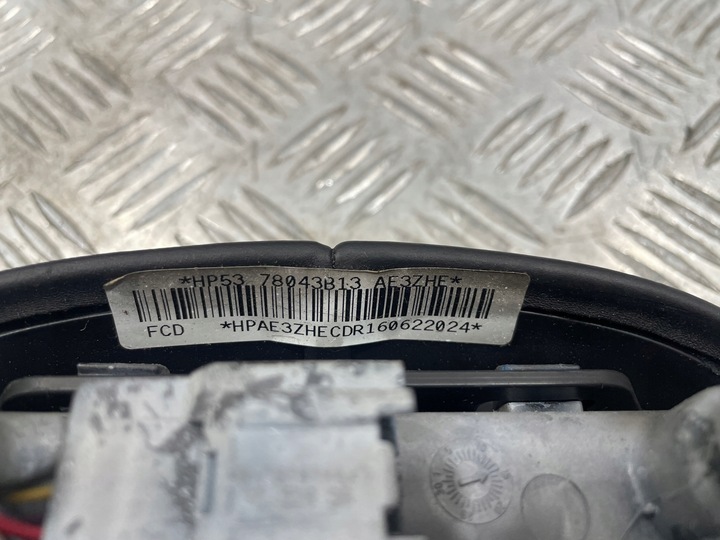 *HP53 78043B13 AE3ZHE*
FCD *HPAE3ZHECDR160622024*